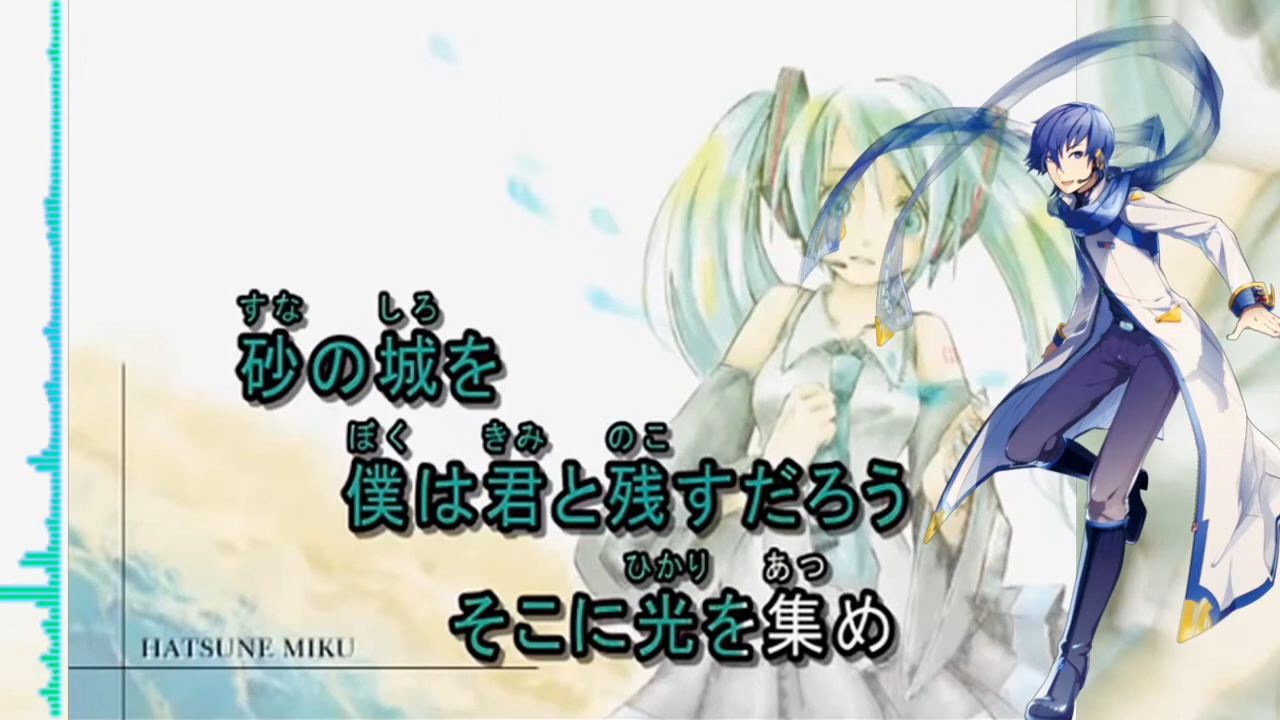 すな しろ
砂の城を
ぼく きみ のこ
僕は君と残すだろう
ひかり あつ
そこに光を集め
HATSUNE MIKU